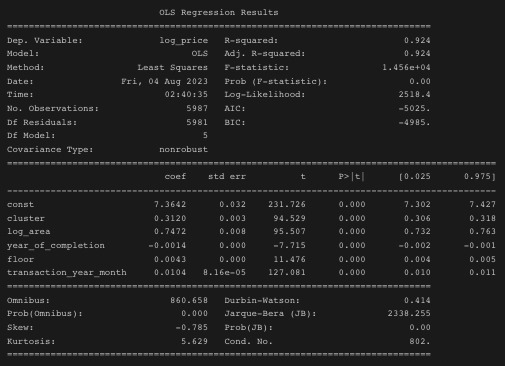 OLS Regression Results
==============================================================================
Dep. Variable:              log_price   R-squared:                       0.924
Model:                            OLS   Adj. R-squared:                  0.924
Method:                 Least Squares   F-statistic:                 1.456e+04
Date:                Fri, 04 Aug 2023   Prob (F-statistic):               0.00
Time:                        02:40:35   Log-Likelihood:                 2518.4
No. Observations:                5987   AIC:                            -5025.
Df Residuals:                    5981   BIC:                            -4985.
Df Model:                           5
Covariance Type:            nonrobust
==========================================================================================
                             coef    std err          t      P>|t|      [0.025      0.975]
------------------------------------------------------------------------------------------
const                      7.3642      0.032    231.726      0.000       7.302       7.427
cluster                    0.3120      0.003     94.529      0.000       0.306       0.318
log_area                   0.7472      0.008     95.507      0.000       0.732       0.763
year_of_completion        -0.0014      0.000     -7.715      0.000      -0.002      -0.001
floor                      0.0043      0.000     11.476      0.000       0.004       0.005
transaction_year_month     0.0104   8.16e-05    127.081      0.000       0.010       0.011
==============================================================================
Omnibus:                      860.658   Durbin-Watson:                   0.414
Prob(Omnibus):                  0.000   Jarque-Bera (JB):             2338.255
Skew:                          -0.785   Prob(JB):                         0.00
Kurtosis:                       5.629   Cond. No.                         802.
==============================================================================